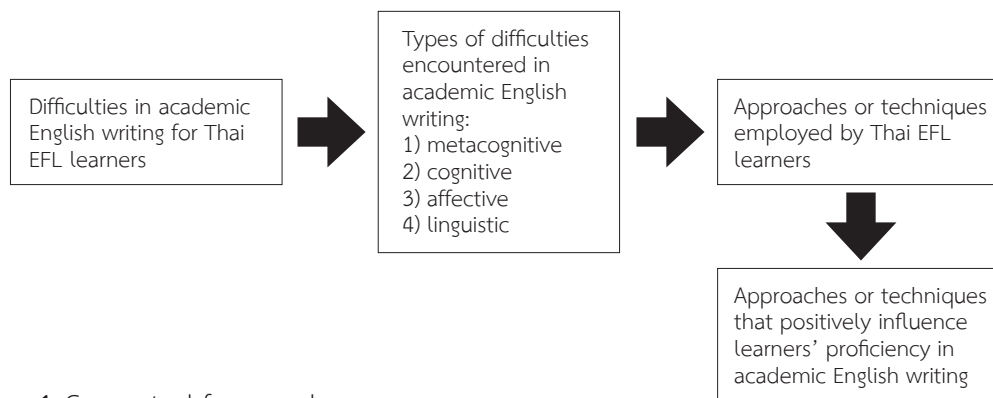 Difficulties in academic
English writing for Thai
EFL learners
Types of difficulties
encountered in
academic English
writing:
1) metacognitive
2) cognitive
3) affective
4) linguistic
Approaches or techniques
employed by Thai EFL
learners
Approaches or techniques
that positively influence
learners' proficiency in
academic English writing